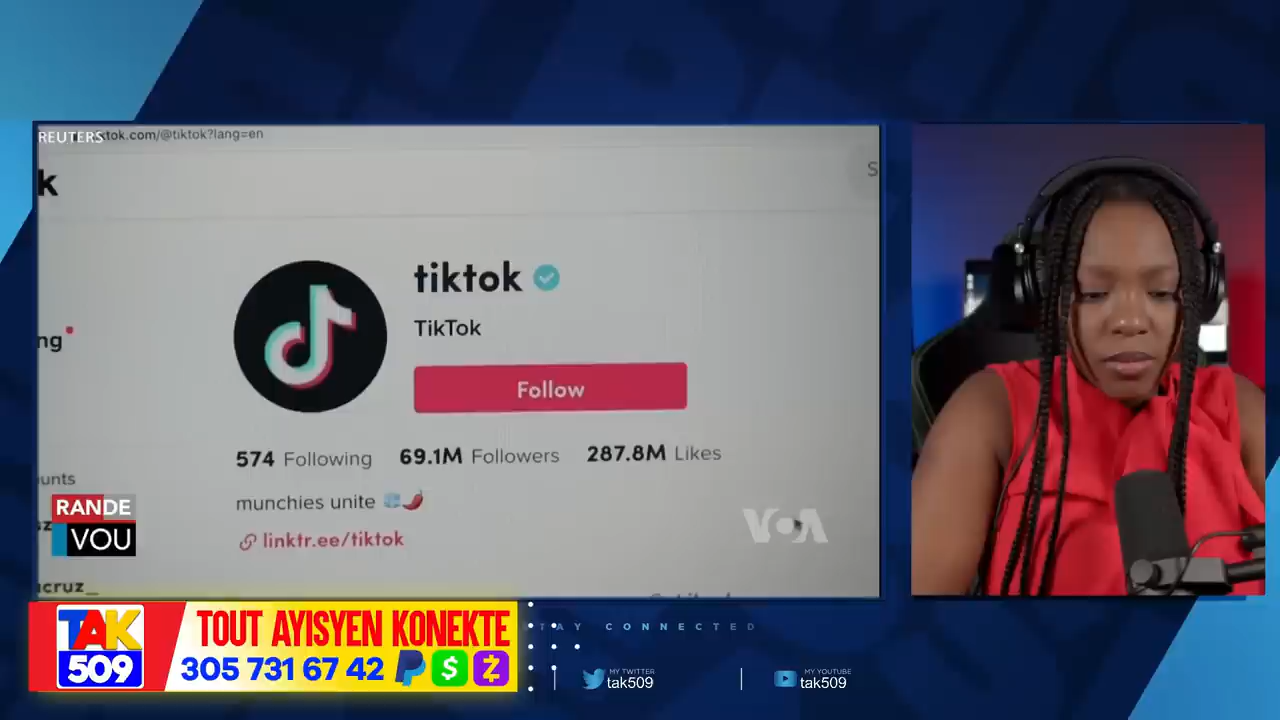 REUTERS
ktok.com/@tiktok?lang=en
k
S
tiktok
TikTok
ng
Follow
574 Following 69.1M Followers 287.8M Likes
unts
munchies unite
RANDE
VOU
VOA
linktr.ee/tiktok
cruz_
TAK
509
TOUT AYISYEN KONEKTE
305 731 67 42
STAY CONNECTED
MY TWITTER
tak509
MY YOUTUBE
tak509